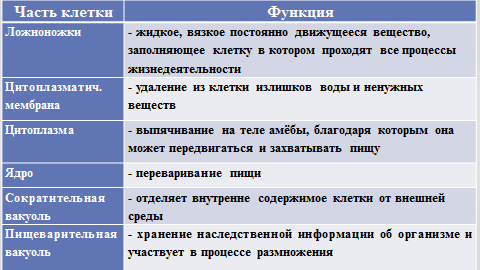 Часть клетки Функция
Ложноножки - жидкое, вязкое постоянно движущееся вещество,
заполняющее клетку в котором проходят все процессы
жизнедеятельности
Цитоплазматич. - удаление из клетки излишков воды и ненужных
мембрана веществ
Цитоплазма - выпячивание на теле амёбы, благодаря которым она
может передвигаться и захватывать пищу
Ядро - переваривание пищи
Сократительная - отделяет внутренне содержимое клетки от внешней
вакуоль среды
Пищеварительная - хранение наследственной информации об организме и
вакуоль участвует в процессе размножения